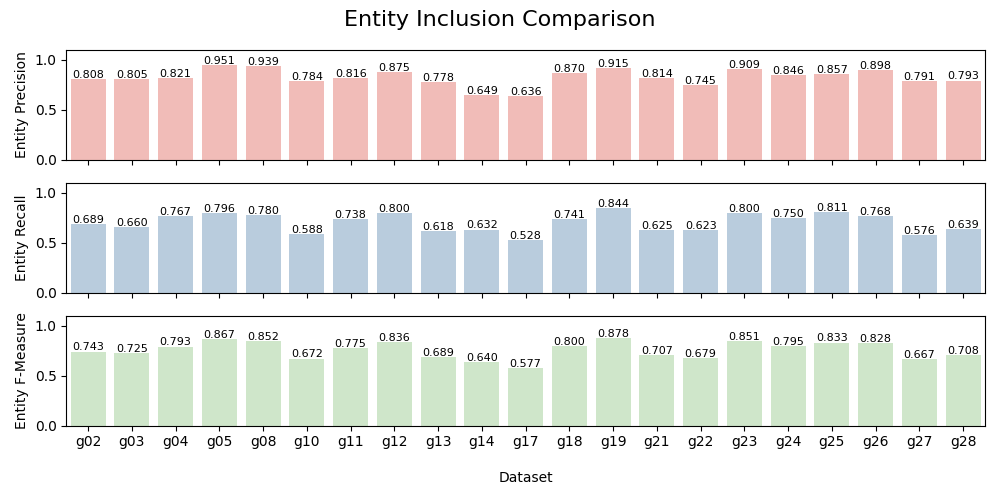 Entity Inclusion Comparison
Entity Precision
1.0
0.5
0.0
0.808 0.805 0.821 0.951 0.939 0.784 0.816 0.875 0.778 0.649 0.636 0.870 0.915 0.814 0.745 0.909 0.846 0.857 0.898 0.791 0.793
Entity Recall
1.0
0.5
0.0
0.689 0.660 0.767 0.796 0.780 0.588 0.738 0.800 0.618 0.632 0.528 0.741 0.844 0.625 0.623 0.800 0.750 0.811 0.768 0.576 0.639
Entity F-Measure
1.0
0.5
0.0
0.743 0.725 0.793 0.867 0.852 0.672 0.775 0.836 0.689 0.640 0.577 0.800 0.878 0.707 0.679 0.851 0.795 0.833 0.828 0.667 0.708
g02 g03 g04 g05 g08 g10 g11 g12 g13 g14 g17 g18 g19 g21 g22 g23 g24 g25 g26 g27 g28
Dataset